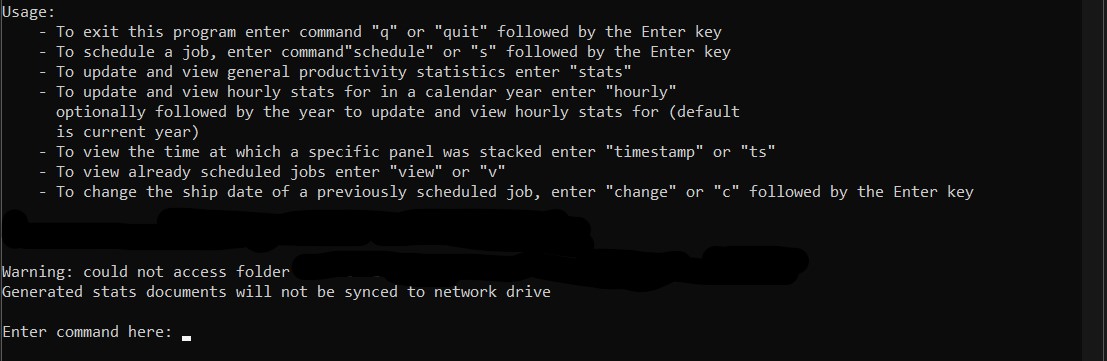 Usage:
- To exit this program enter command "q" or "quit" followed by the Enter key
- To schedule a job, enter command"schedule" or "s" followed by the Enter key
- To update and view general productivity statistics enter "stats"
- To update and view hourly stats for in a calendar year enter "hourly"
optionally followed by the year to update and view hourly stats for (default
is current year)
- To view the time at which a specific panel was stacked enter "timestamp" or "ts"
- To view already scheduled jobs enter "view" or "v"
- To change the ship date of a previously scheduled job, enter "change" or "c" followed by the Enter key
Warning: could not access folder
Generated stats documents will not be synced to network drive
Enter command here: